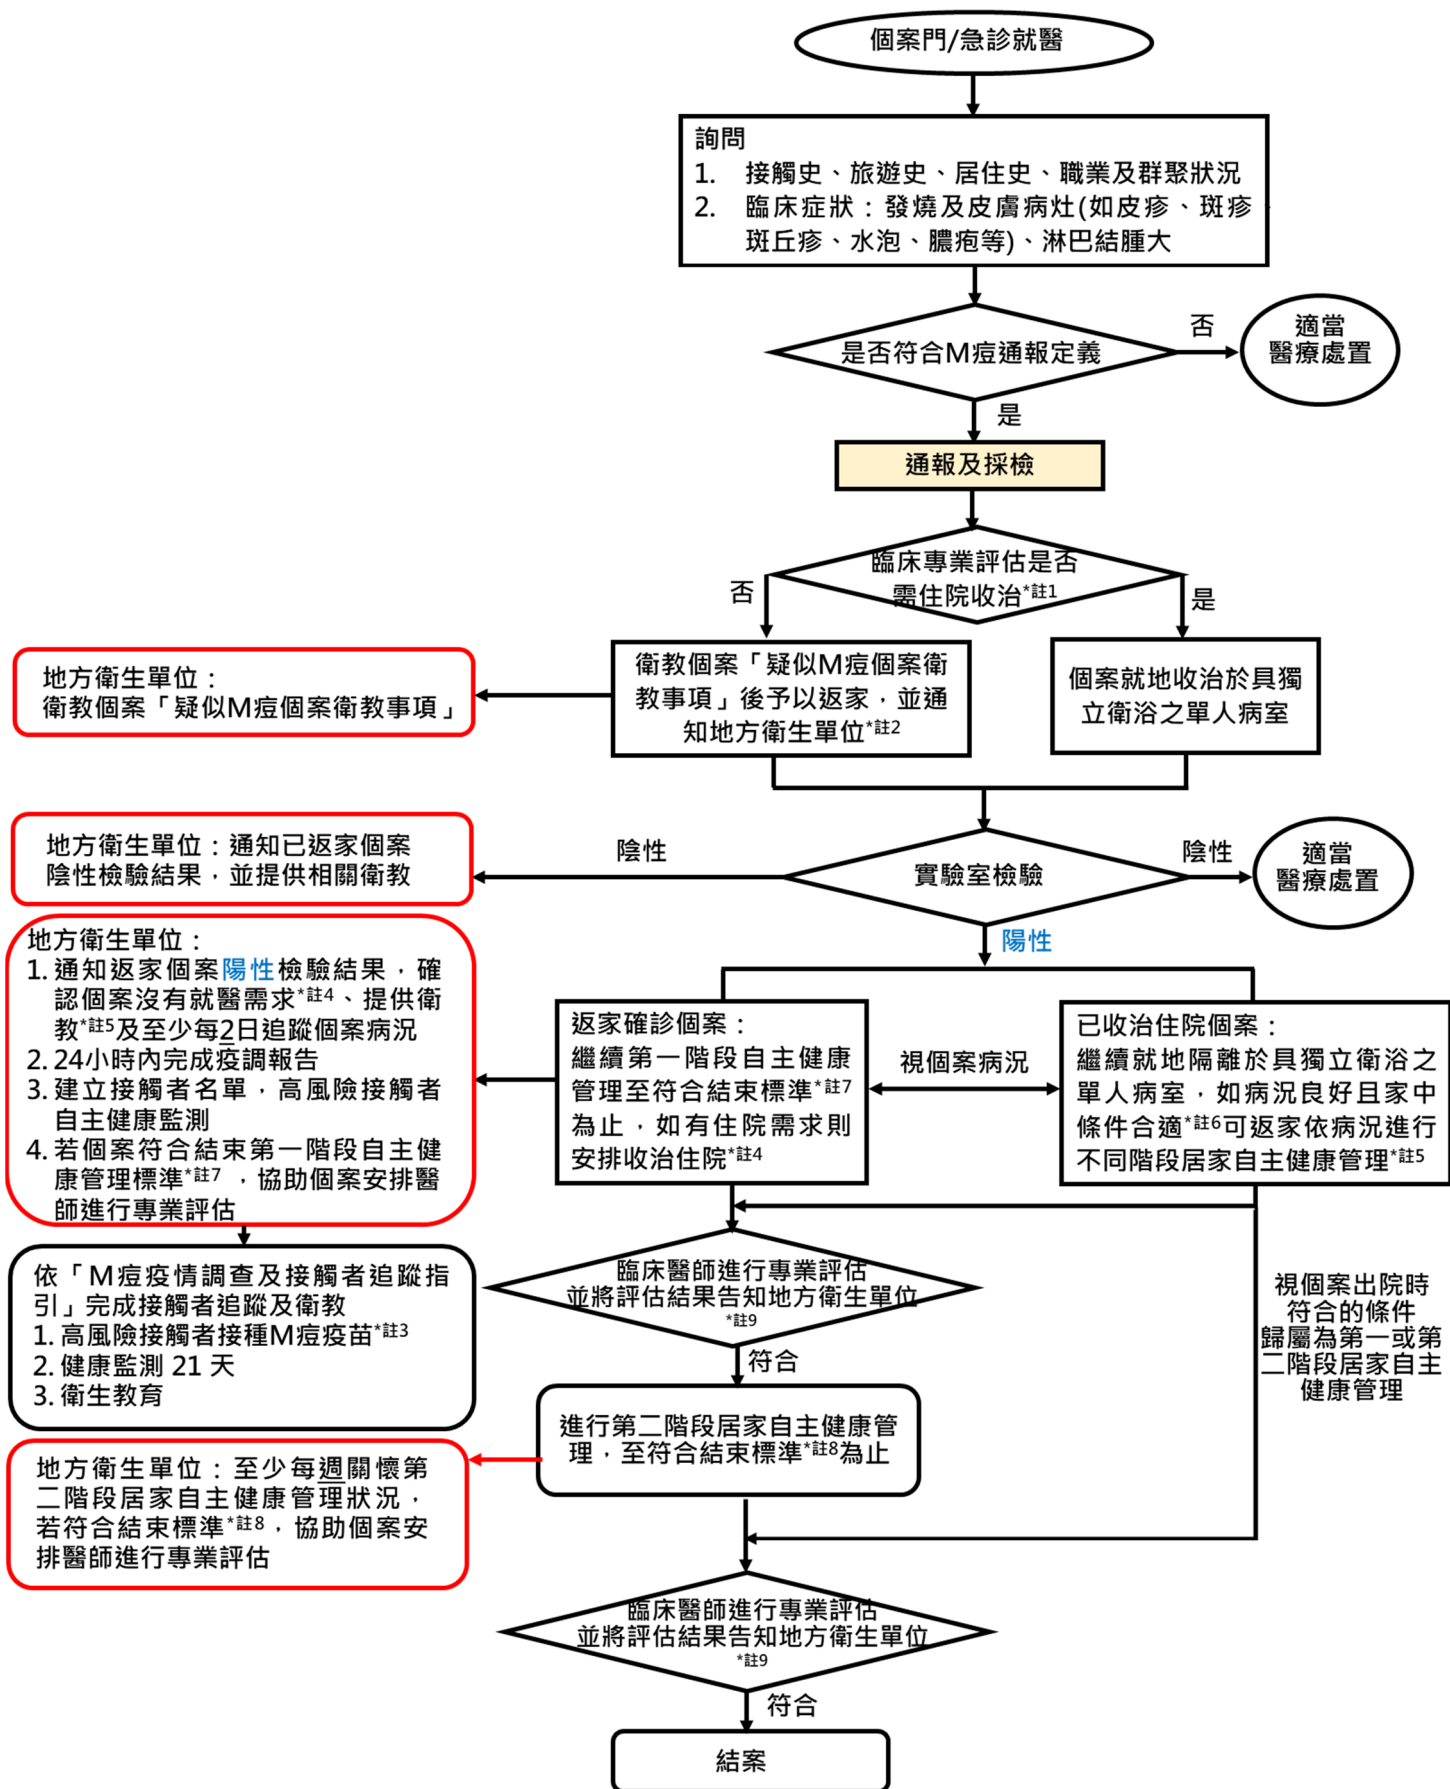 個案門/急診就醫
詢問
1. 接觸史、旅遊史、居住史、職業及群聚狀況
2. 臨床症狀：發燒及皮膚病灶(如皮疹、斑疹
斑丘疹、水泡、膿疱等)、淋巴結腫大
是否符合M痘通報定義
否
適當
醫療處置
是
通報及採檢
臨床專業評估是否
需住院收治*註1
否
是
地方衛生單位：
衛教個案「疑似M痘個案衛教事項」
衛教個案「疑似M痘個案衛
教事項」後予以返家，並通
知地方衛生單位*註2
個案就地收治於具獨
立衛浴之單人病室
地方衛生單位：通知已返家個案
陰性檢驗結果，並提供相關衛教
陰性
實驗室檢驗
陰性
適當
醫療處置
陽性
地方衛生單位：
1. 通知返家個案陽性檢驗結果，確
認個案沒有就醫需求*註4、提供衛
教*註5及至少每2日追蹤個案病況
2. 24小時內完成疫調報告
3. 建立接觸者名單，高風險接觸者
自主健康監測
4. 若個案符合結束第一階段自主健
康管理標準*註7，協助個案安排醫
師進行專業評估
返家確診個案：
繼續第一階段自主健康
管理至符合結束標準*註7
為止，如有住院需求則
安排收治住院*註4
視個案病況
已收治住院個案：
繼續就地隔離於具獨立衛浴之
單人病室，如病況良好且家中
條件合適*註6可返家依病況進行
不同階段居家自主健康管理*註5
依「M痘疫情調查及接觸者追蹤指
引」完成接觸者追蹤及衛教
1. 高風險接觸者接種M痘疫苗*註3
2. 健康監測 21 天
3. 衛生教育
臨床醫師進行專業評估
並將評估結果告知地方衛生單位
*註9
視個案出院時
符合的條件
歸屬為第一或第
二階段居家自主
健康管理
符合
進行第二階段居家自主健康管
理，至符合結束標準*註8為止
地方衛生單位：至少每週關懷第
二階段居家自主健康管理狀況，
若符合結束標準*註8，協助個案安
排醫師進行專業評估
臨床醫師進行專業評估
並將評估結果告知地方衛生單位
*註9
符合
結案